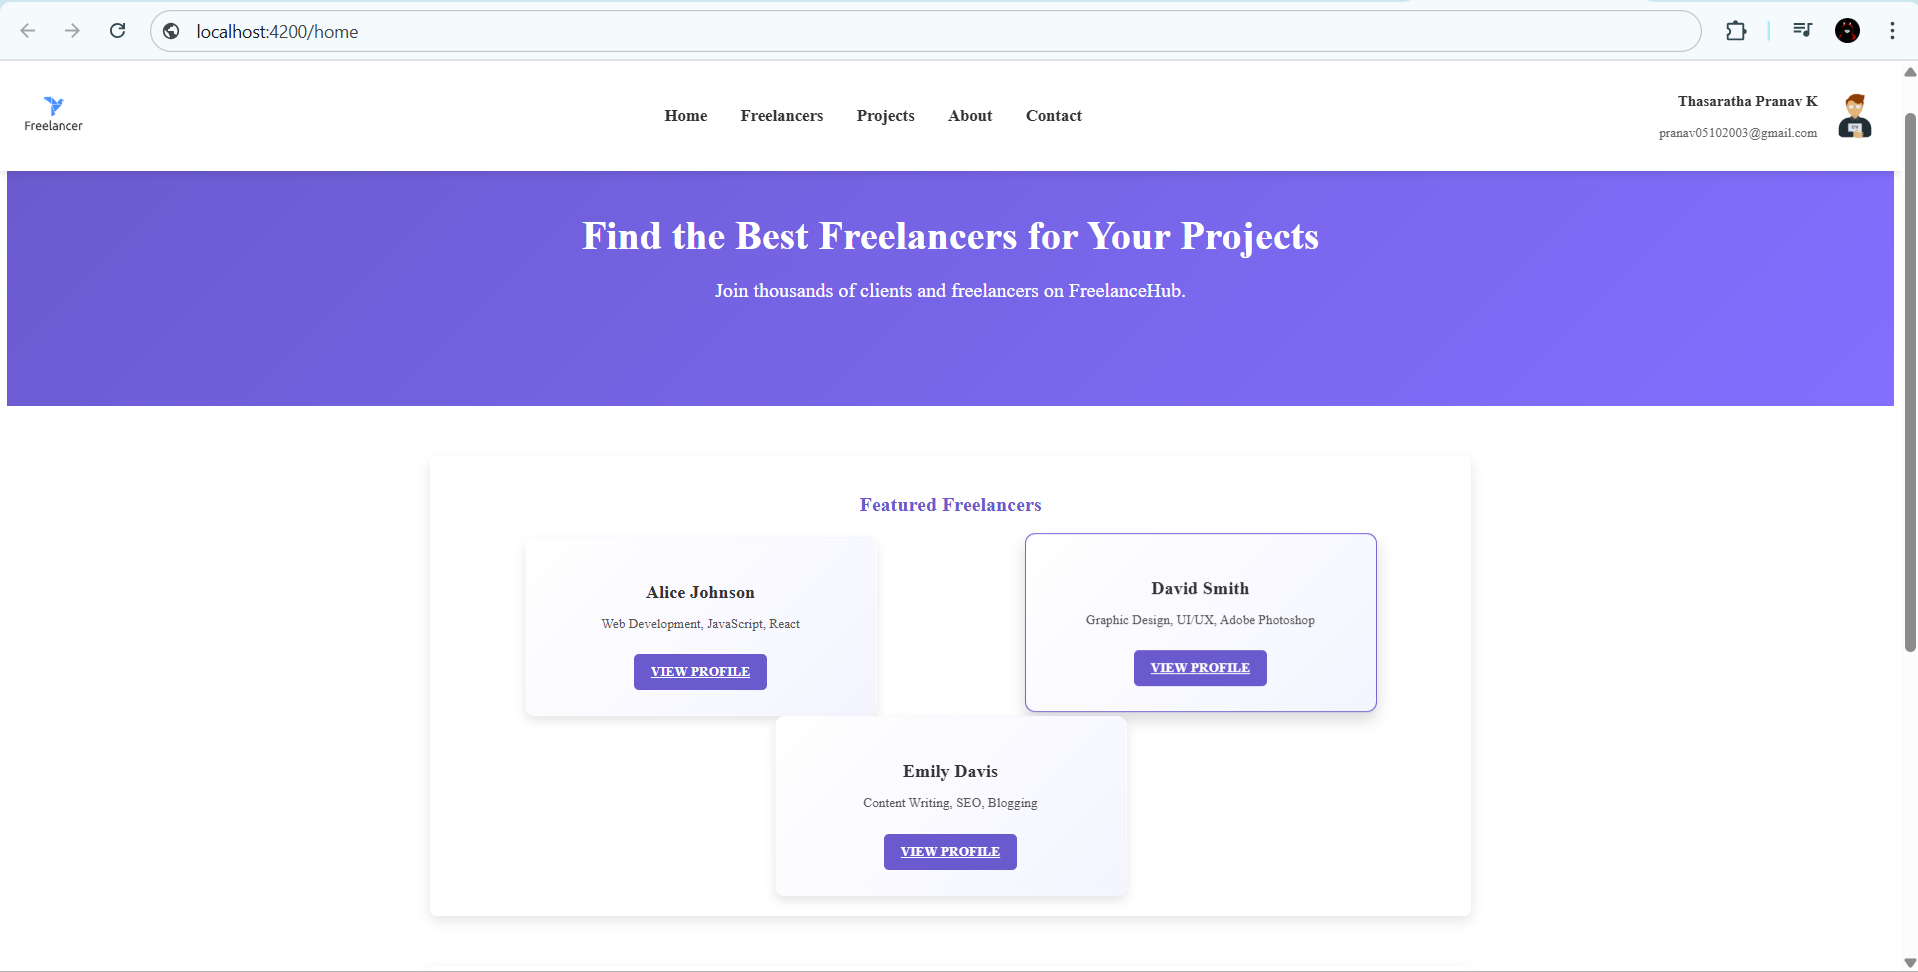 localhost:4200/home
Freelancer
Home Freelancers Projects About Contact
Thasaratha Pranav K
pranav05102003@gmail.com
Find the Best Freelancers for Your Projects
Join thousands of clients and freelancers on FreelanceHub.
Featured Freelancers
Alice Johnson
Web Development, JavaScript, React
VIEW PROFILE
David Smith
Graphic Design, UI/UX, Adobe Photoshop
VIEW PROFILE
Emily Davis
Content Writing, SEO, Blogging
VIEW PROFILE